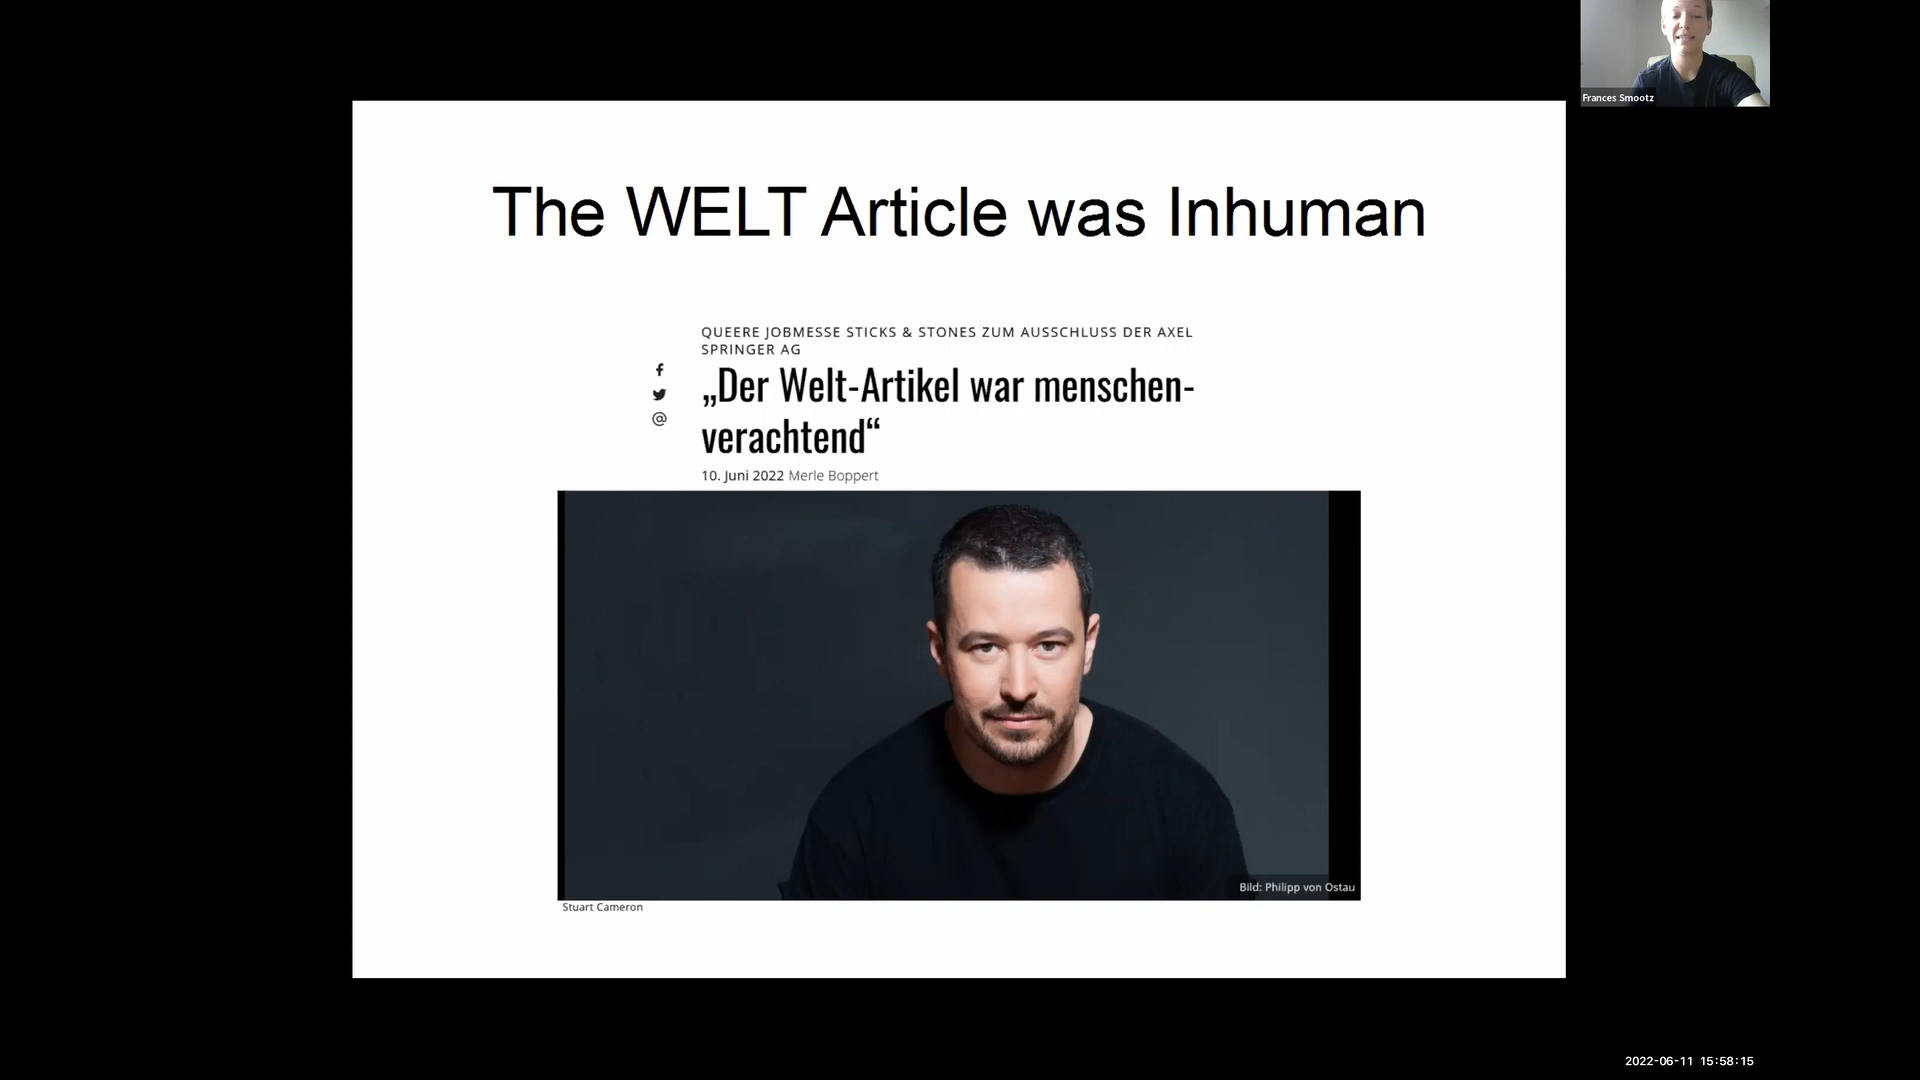 Frances Smootz
The WELT Article was Inhuman
QUEERE JOBMESSE STICKS & STONES ZUM AUSSCHLUSS DER AXEL
SPRINGER AG
„Der Welt-Artikel war menschen-
verachtend“
10. Juni 2022 Merle Boppert
Bild: Philipp von Ostau
Stuart Cameron
2022-06-11 15:58:15